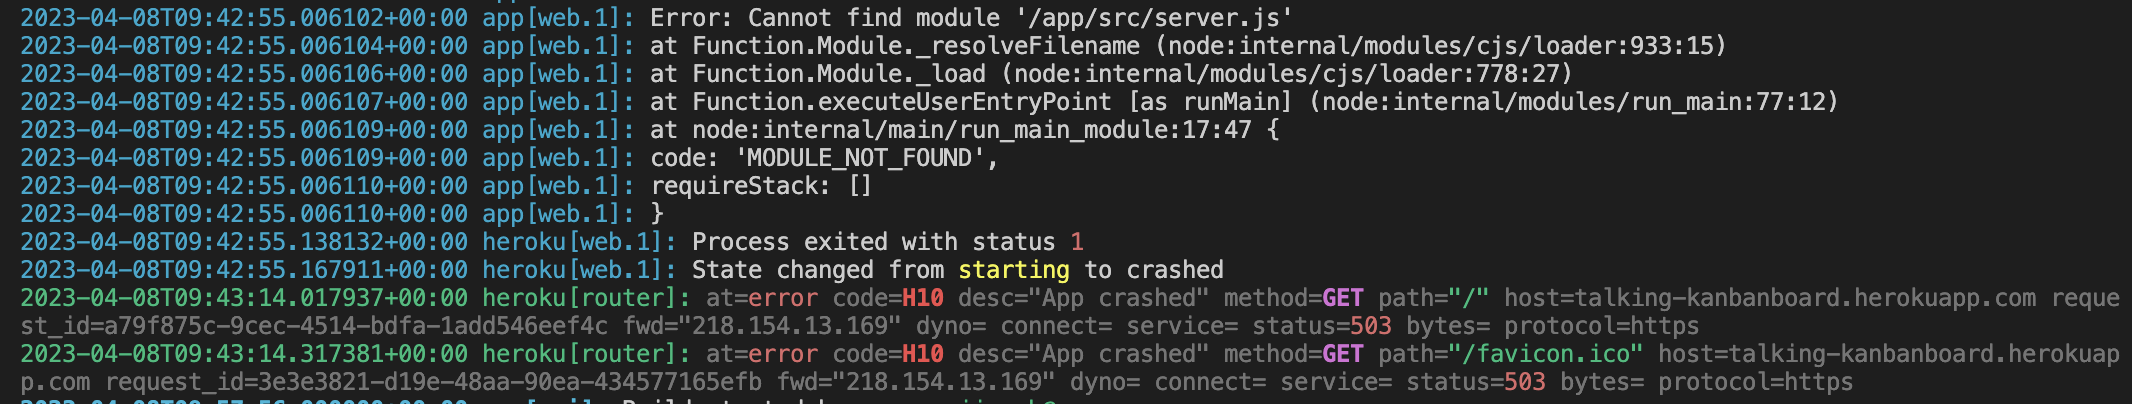 2023-04-08T09:42:55.006102+00:00 app[web.1]: Error: Cannot find module '/app/src/server.js'
2023-04-08T09:42:55.006104+00:00 app[web.1]: at Function.Module._resolveFilename (node:internal/modules/cjs/loader:933:15)
2023-04-08T09:42:55.006106+00:00 app[web.1]: at Function.Module._load (node:internal/modules/cjs/loader:778:27)
2023-04-08T09:42:55.006107+00:00 app[web.1]: at Function.executeUserEntryPoint [as runMain] (node:internal/modules/run_main:77:12)
2023-04-08T09:42:55.006109+00:00 app[web.1]: at node:internal/main/run_main_module:17:47 {
2023-04-08T09:42:55.006109+00:00 app[web.1]: code: 'MODULE_NOT_FOUND',
2023-04-08T09:42:55.006110+00:00 app[web.1]: requireStack: []
2023-04-08T09:42:55.006110+00:00 app[web.1]: }
2023-04-08T09:42:55.138132+00:00 heroku[web.1]: Process exited with status 1
2023-04-08T09:42:55.167911+00:00 heroku[web.1]: State changed from starting to crashed
2023-04-08T09:43:14.017937+00:00 heroku[router]: at=error code=H10 desc="App crashed" method=GET path="/" host=talking-kanbanboard.herokuapp.com reque
st_id=a79f875c-9cec-4514-bdfa-1add546eef4c fwd="218.154.13.169" dyno= connect= service= status=503 bytes= protocol=https
2023-04-08T09:43:14.317381+00:00 heroku[router]: at=error code=H10 desc="App crashed" method=GET path="/favicon.ico" host=talking-kanbanboard.herokuap
p.com request_id=3e3e3821-d19e-48aa-90ea-434577165efb fwd="218.154.13.169" dyno= connect= service= status=503 bytes= protocol=https